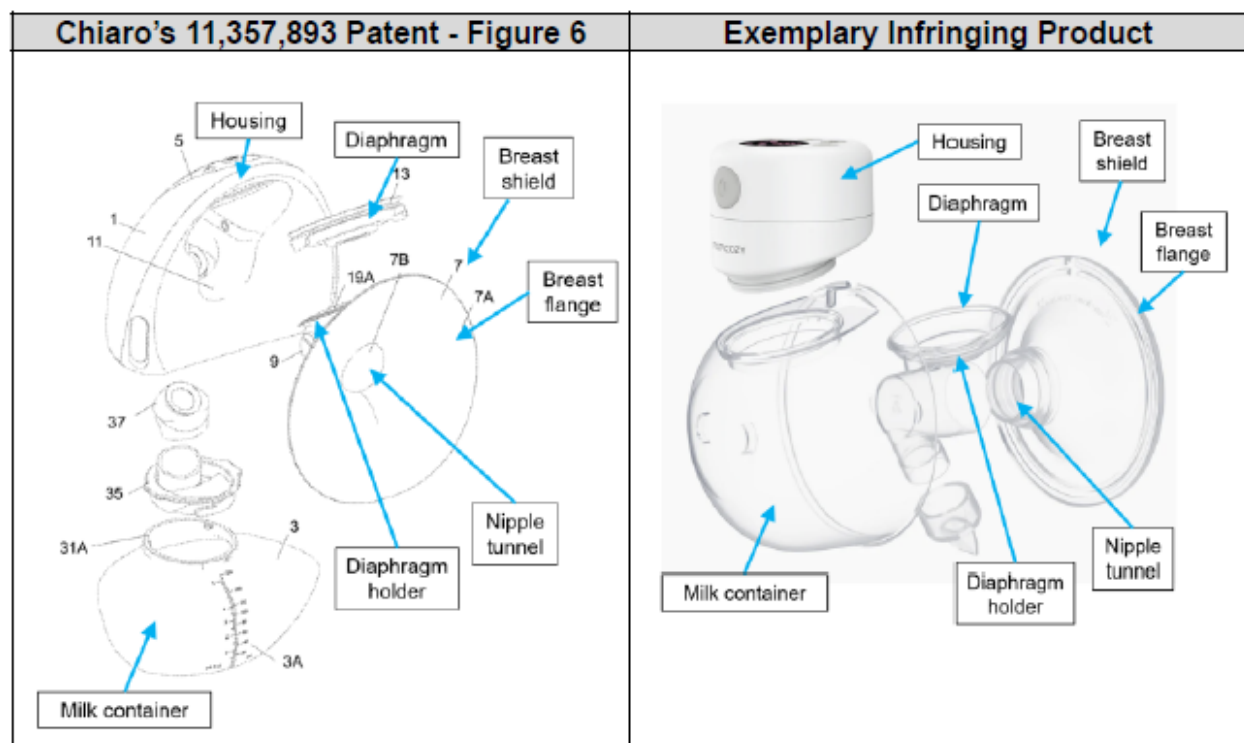 Chiaro's 11,357,893 Patent - Figure 6
Exemplary Infringing Product
Housing
Diaphragm
Breast
shield
Breast
flange
Nipple
tunnel
Diaphragm
holder
Milk container
5
1
11
13
7B
7
19A
7A
9
37
35
31A
3
3A
Housing
Breast
shield
Diaphragm
Breast
flange
Nipple
tunnel
Diaphragm
holder
Milk container